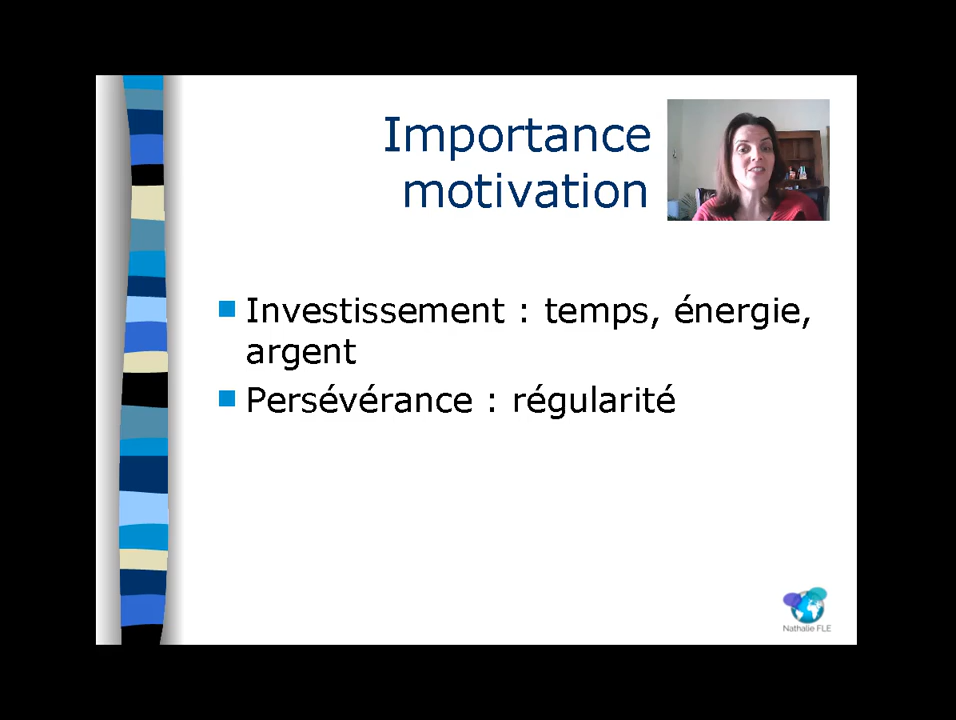 Importance
motivation
Investissement : temps, énergie,
argent
Persévérance : régularité
Nathalie FLE